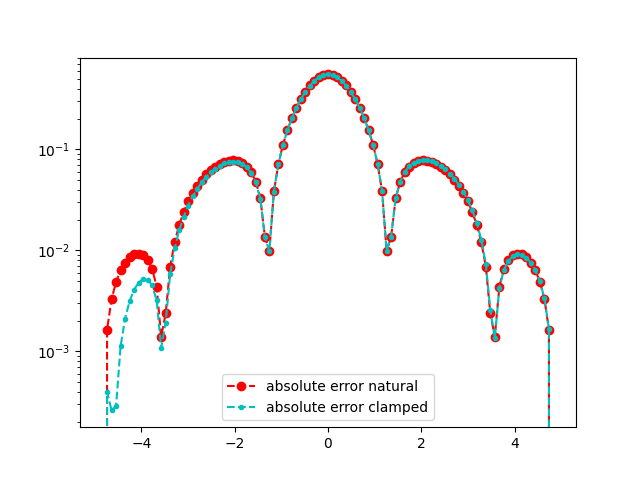 10⁻¹
10⁻²
10⁻³
absolute error natural
absolute error clamped
−4 −2 0 2 4